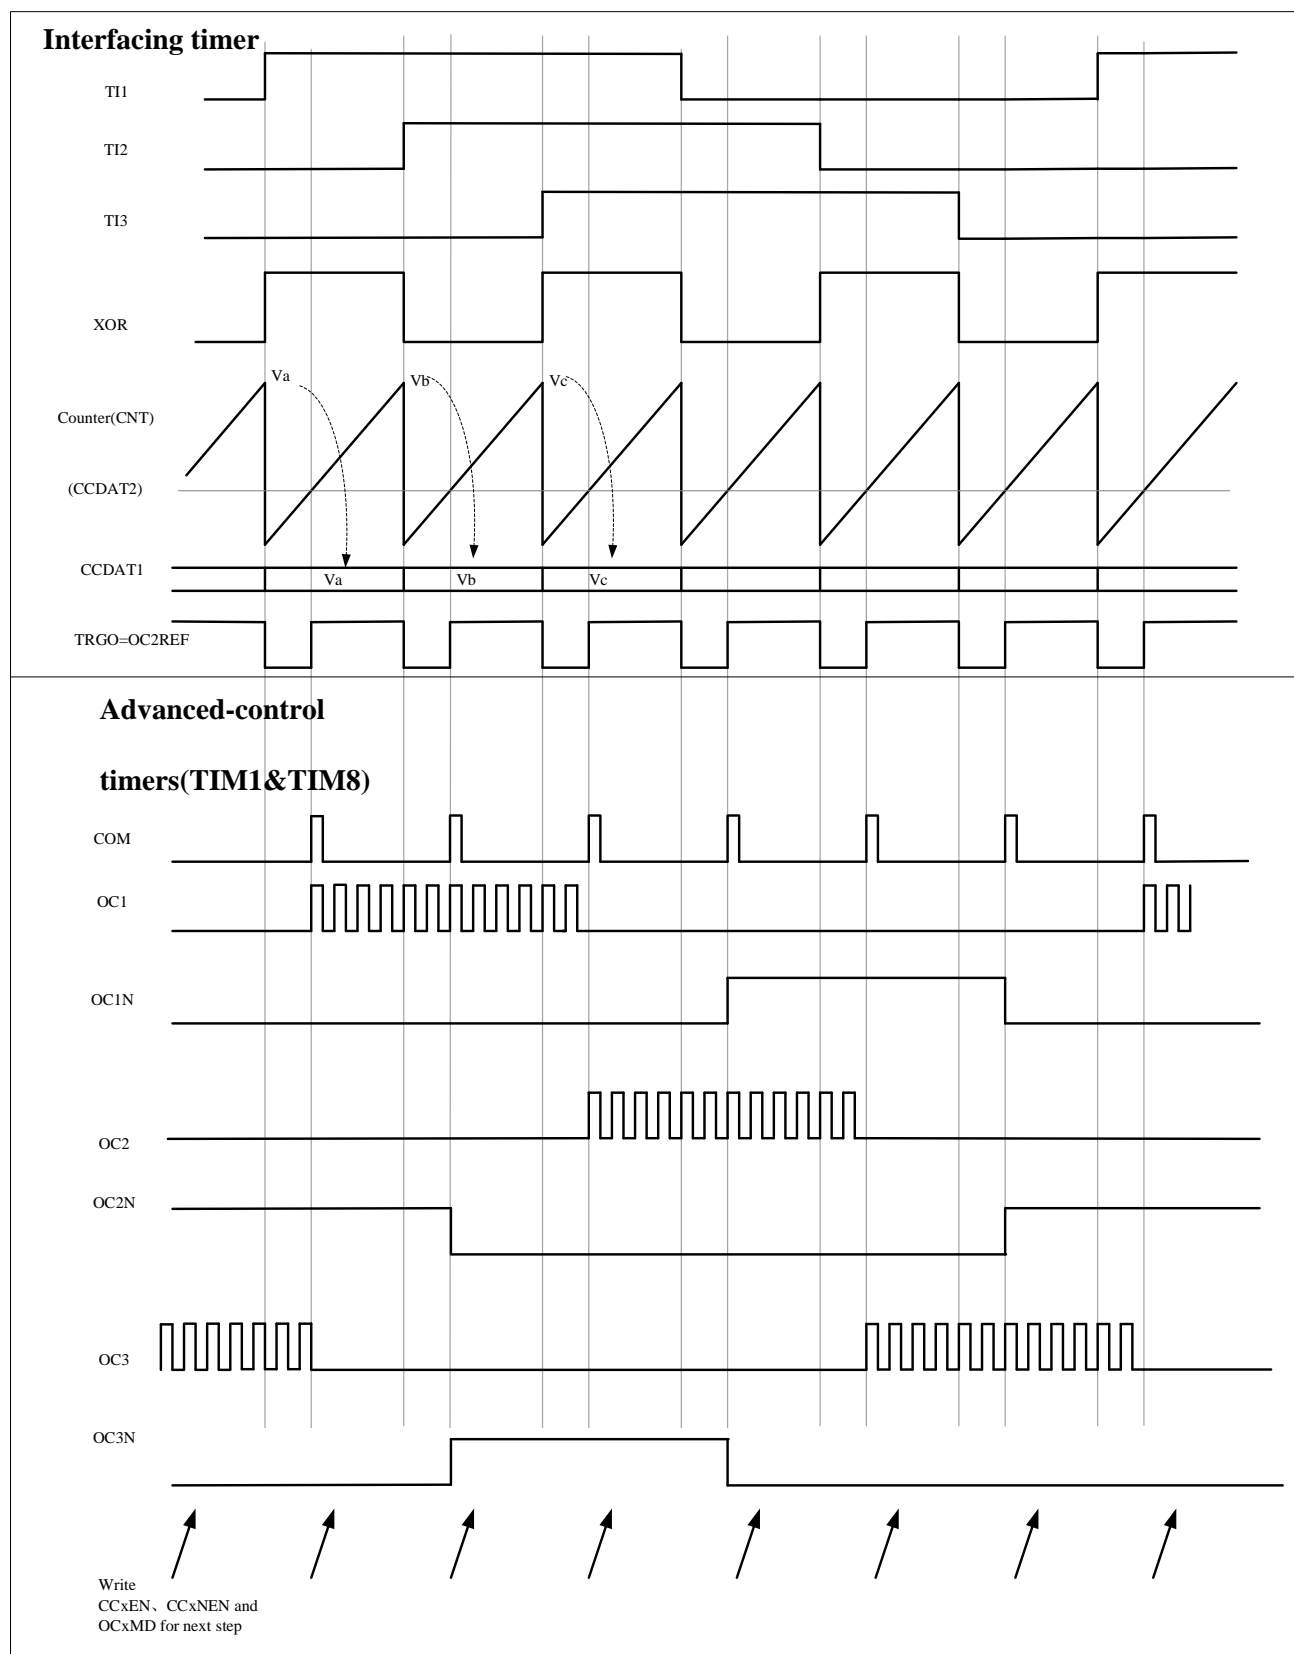 Interfacing timer
TI1
TI2
TI3
XOR
Va
Vb
Vc
Counter(CNT)
(CCDAT2)
CCDAT1
Va
Vb
Vc
TRGO=OC2REF
Advanced-control
timers(TIM1&TIM8)
COM
OC1
OC1N
OC2
OC2N
OC3
OC3N
Write
CCxEN、CCxNEN and
OCxMD for next step